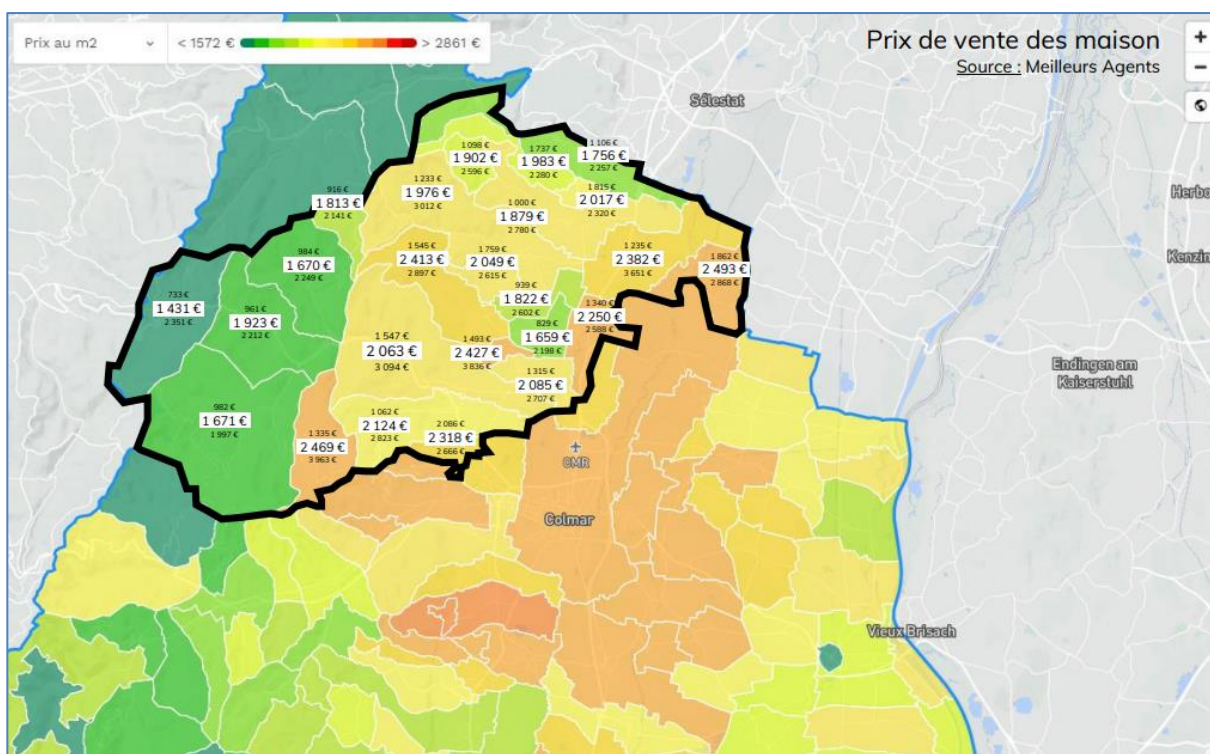 Prix au m2
< 1572 €
> 2861 €
Prix de vente des maison
Source : Meilleurs Agents
+
−
Sélestat
1 098 €
1 902 €
2 596 €
1 737 €
1 983 €
2 280 €
1 106 €
1 756 €
2 257 €
1 233 €
1 976 €
3 012 €
1 815 €
2 017 €
2 320 €
916 €
1 813 €
2 141 €
1 000 €
1 879 €
2 780 €
Herbo
984 €
1 670 €
2 249 €
1 545 €
2 413 €
2 897 €
1 759 €
2 049 €
2 615 €
1 235 €
2 382 €
3 651 €
1 862 €
2 493 €
2 868 €
Kenzin
733 €
1 431 €
2 351 €
961 €
1 923 €
2 212 €
939 €
1 822 €
2 602 €
1 340 €
2 250 €
2 588 €
829 €
1 659 €
2 198 €
1 547 €
2 063 €
3 094 €
1 493 €
2 427 €
3 836 €
1 315 €
2 085 €
2 707 €
Endingen am
Kaiserstuhl
982 €
1 671 €
1 997 €
1 335 €
2 469 €
3 963 €
1 062 €
2 124 €
2 823 €
2 086 €
2 318 €
2 666 €
CMR
Colmar
Vieux Brisach